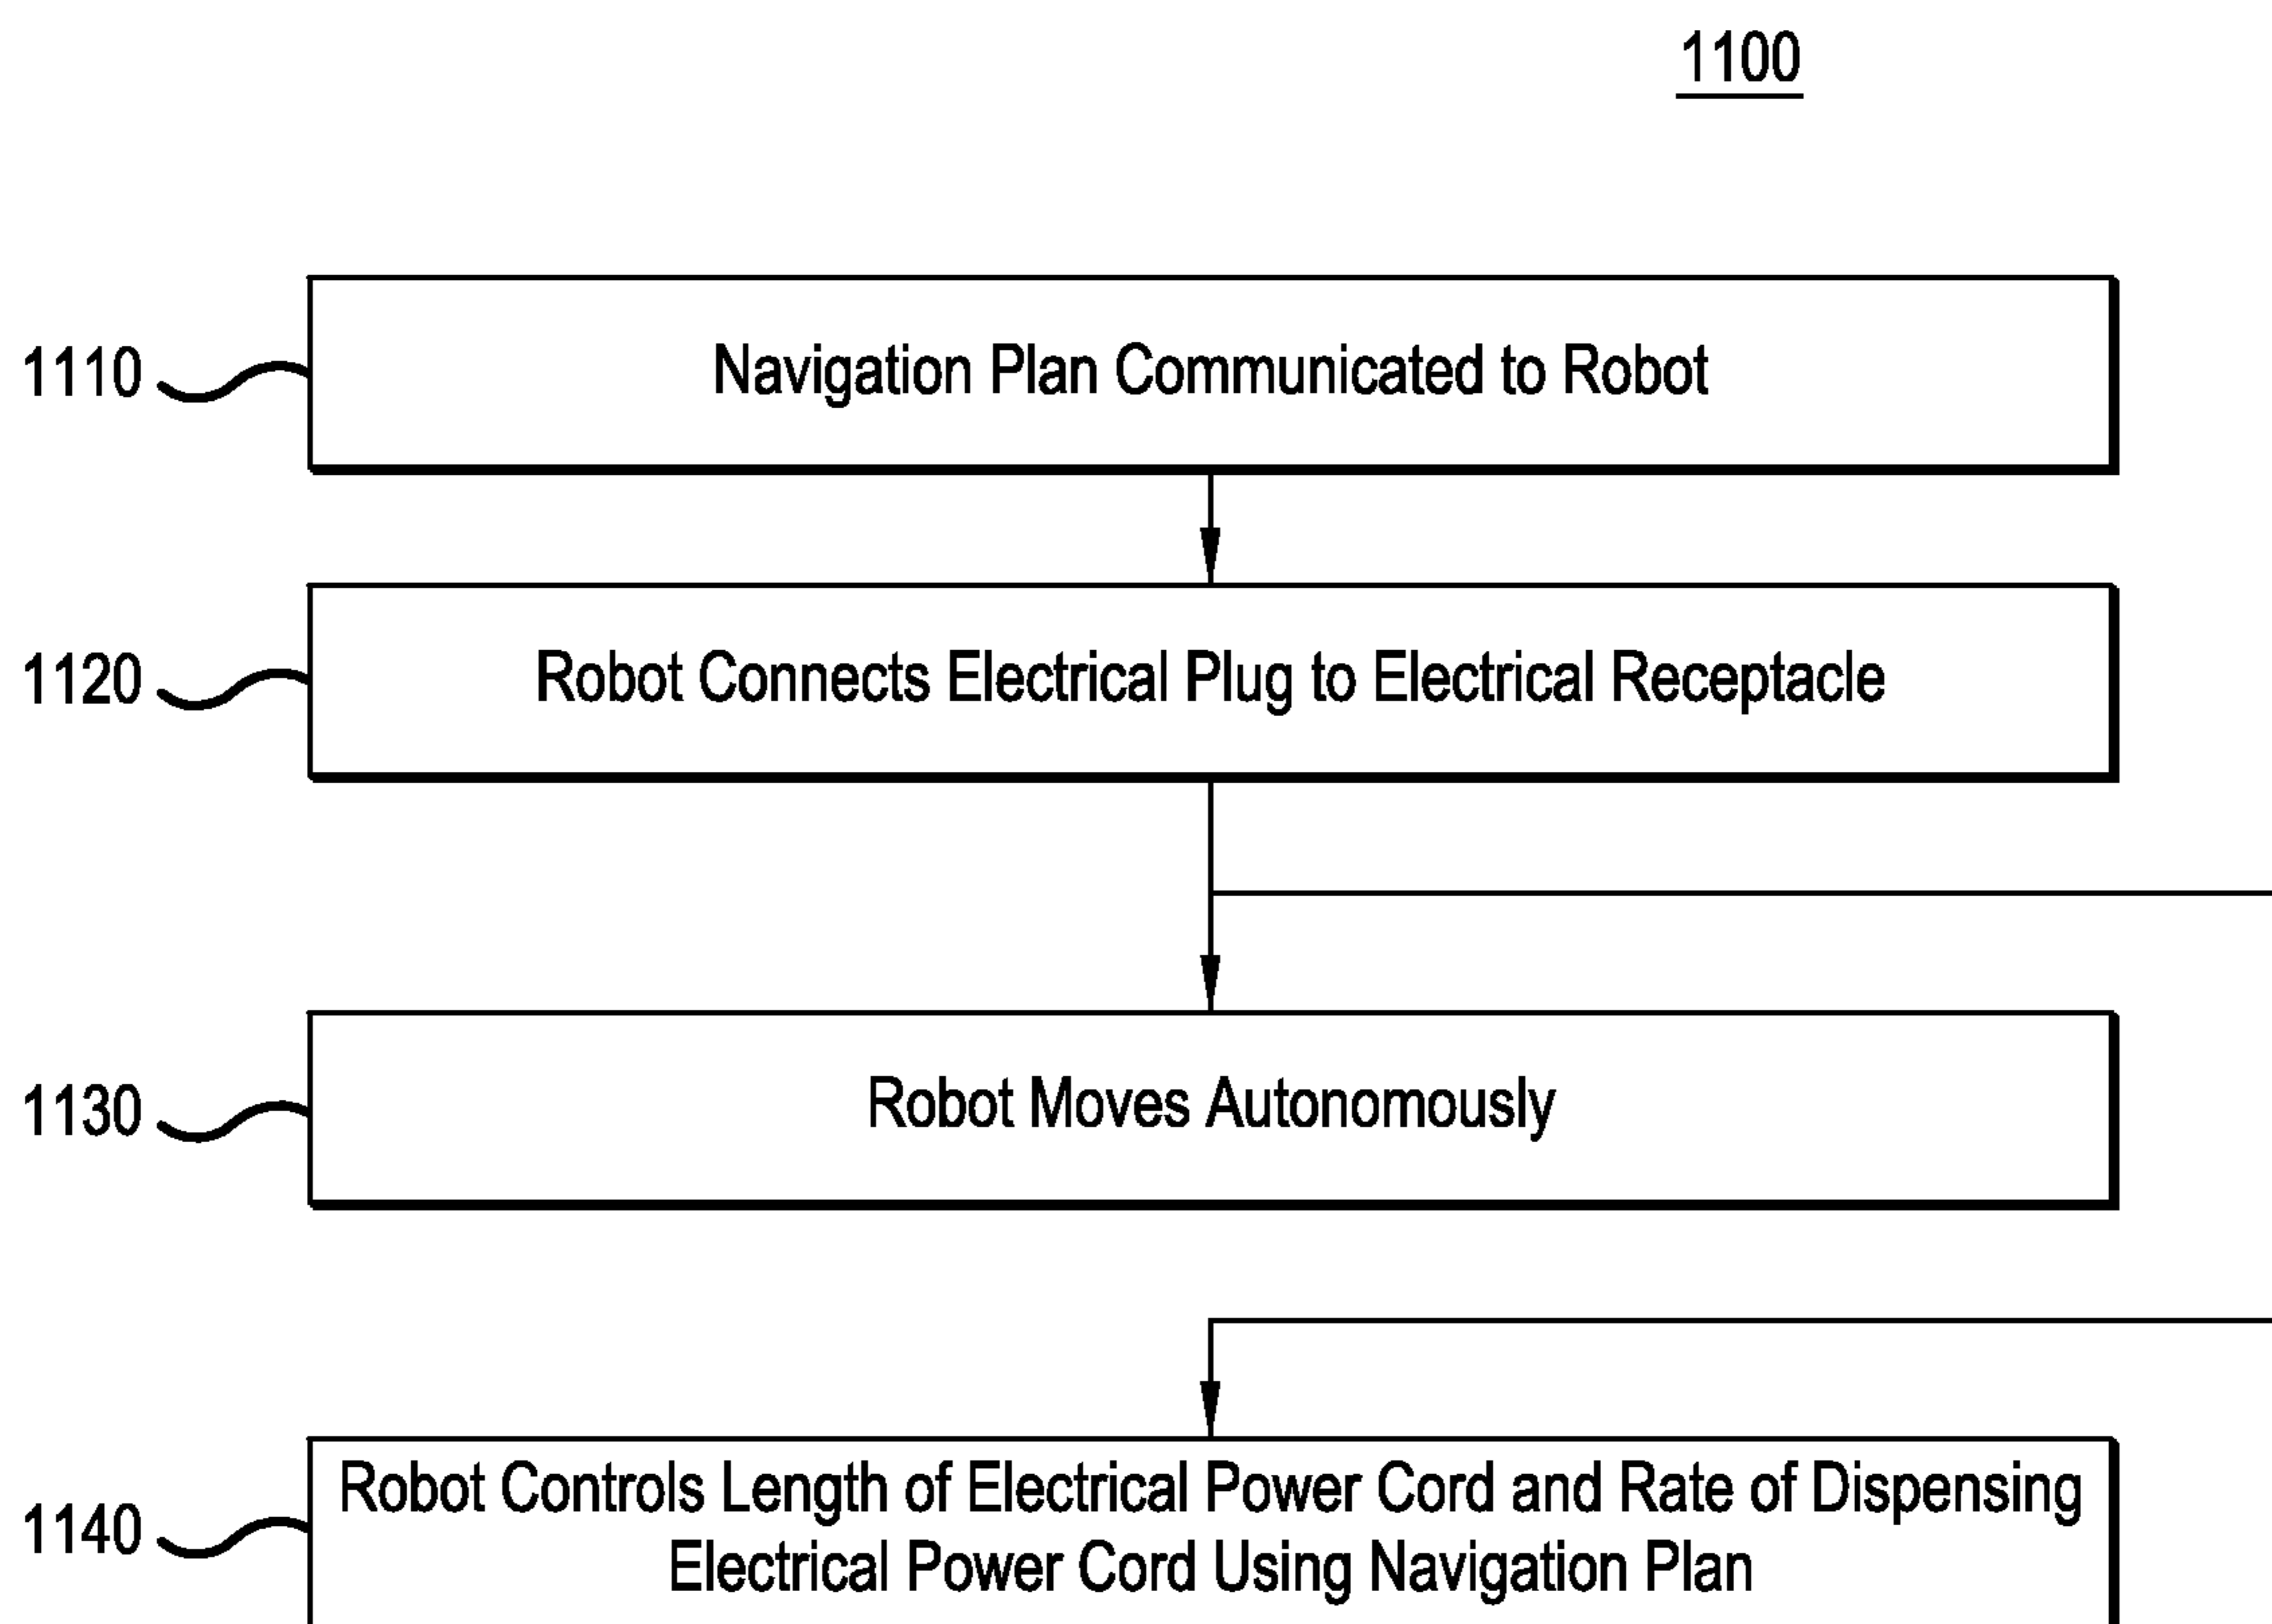 1100
1110
Navigation Plan Communicated to Robot
1120
Robot Connects Electrical Plug to Electrical Receptacle
1130
Robot Moves Autonomously
1140
Robot Controls Length of Electrical Power Cord and Rate of Dispensing
Electrical Power Cord Using Navigation Plan